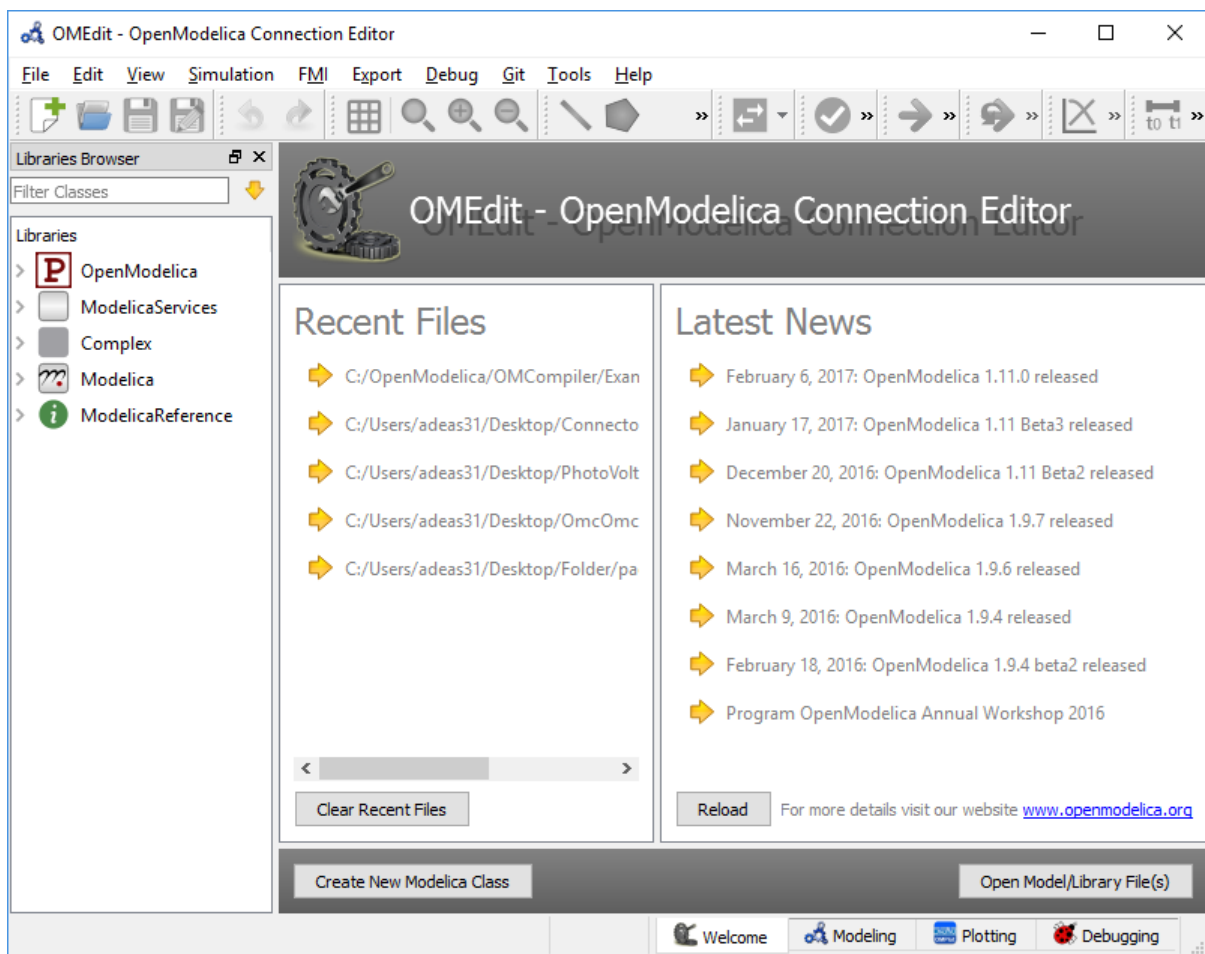 OMEdit - OpenModelica Connection Editor
File Edit View Simulation FMI Export Debug Git Tools Help
t0 t1
Libraries Browser
Filter Classes
Libraries
P OpenModelica
ModelicaServices
Complex
Modelica
i ModelicaReference
OMEdit - OpenModelica Connection Editor
Recent Files
C:/OpenModelica/OMCompiler/Exan
C:/Users/adeas31/Desktop/Connecto
C:/Users/adeas31/Desktop/PhotoVolt
C:/Users/adeas31/Desktop/OmcOmc
C:/Users/adeas31/Desktop/Folder/pa
Clear Recent Files
Latest News
February 6, 2017: OpenModelica 1.11.0 released
January 17, 2017: OpenModelica 1.11 Beta3 released
December 20, 2016: OpenModelica 1.11 Beta2 released
November 22, 2016: OpenModelica 1.9.7 released
March 16, 2016: OpenModelica 1.9.6 released
March 9, 2016: OpenModelica 1.9.4 released
February 18, 2016: OpenModelica 1.9.4 beta2 released
Program OpenModelica Annual Workshop 2016
Reload For more details visit our website www.openmodelica.org
Create New Modelica Class Open Model/Library File(s)
Welcome Modeling Plotting Debugging